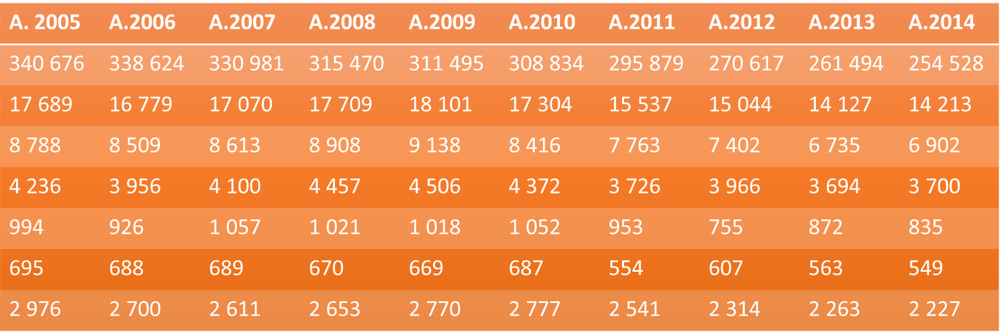 A. 2005 A.2006 A.2007 A.2008 A.2009 A.2010 A.2011 A.2012 A.2013 A.2014
340 676 338 624 330 981 315 470 311 495 308 834 295 879 270 617 261 494 254 528
17 689 16 779 17 070 17 709 18 101 17 304 15 537 15 044 14 127 14 213
8 788 8 509 8 613 8 908 9 138 8 416 7 763 7 402 6 735 6 902
4 236 3 956 4 100 4 457 4 506 4 372 3 726 3 966 3 694 3 700
994 926 1 057 1 021 1 018 1 052 953 755 872 835
695 688 689 670 669 687 554 607 563 549
2 976 2 700 2 611 2 653 2 770 2 777 2 541 2 314 2 263 2 227